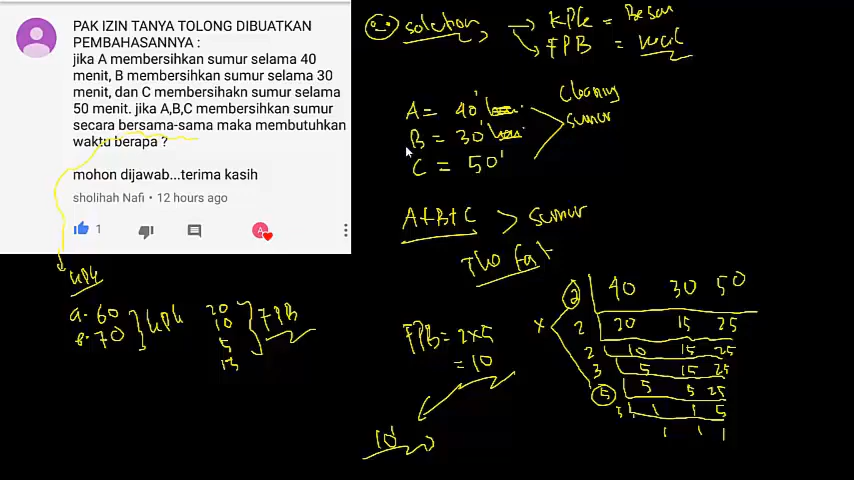 PAK IZIN TANYA TOLONG DIBUATKAN
PEMBAHASANNYA :
jika A membersihkan sumur selama 40
menit, B membersihkan sumur selama 30
menit, dan C membersihakn sumur selama
50 menit. jika A,B,C membersihkan sumur
secara bersama-sama maka membutuhkan
waktu berapa ?
mohon dijawab...terima kasih
sholihah Nafi • 12 hours ago
1
A
KPK
a. 60
b. 70
KPK
20
10
5
FPB
solution
KPK = Besar
FPB = kecil
A = 40'
B = 30'
C = 50'
Cleaning
sumur
A+B+C > sumur
The fast
FPB = 2x5
= 10
10'
x
2 40 30 50
2 20 15 25
2 10 15 25
3 5 15 25
5 5 5 25
5 1 1 5
1 1 1